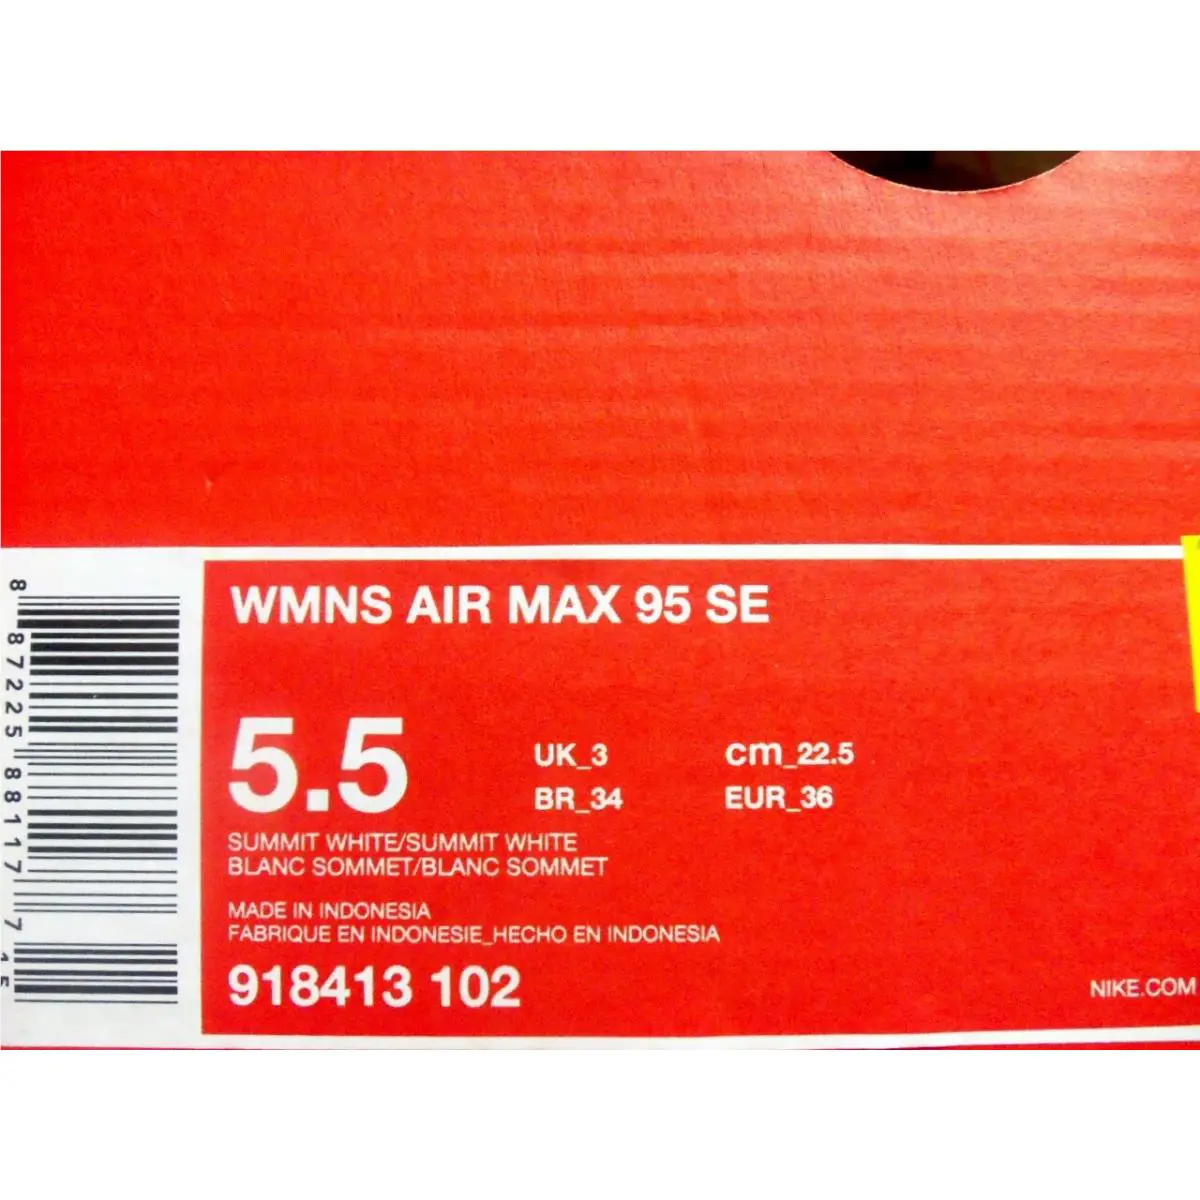 WMNS AIR MAX 95 SE
5.5
UK_3 cm_22.5
BR_34 EUR_36
SUMMIT WHITE/SUMMIT WHITE
BLANC SOMMET/BLANC SOMMET
MADE IN INDONESIA
FABRIQUE EN INDONESIE_HECHO EN INDONESIA
918413 102
NIKE.COM
8 87225 88117 7